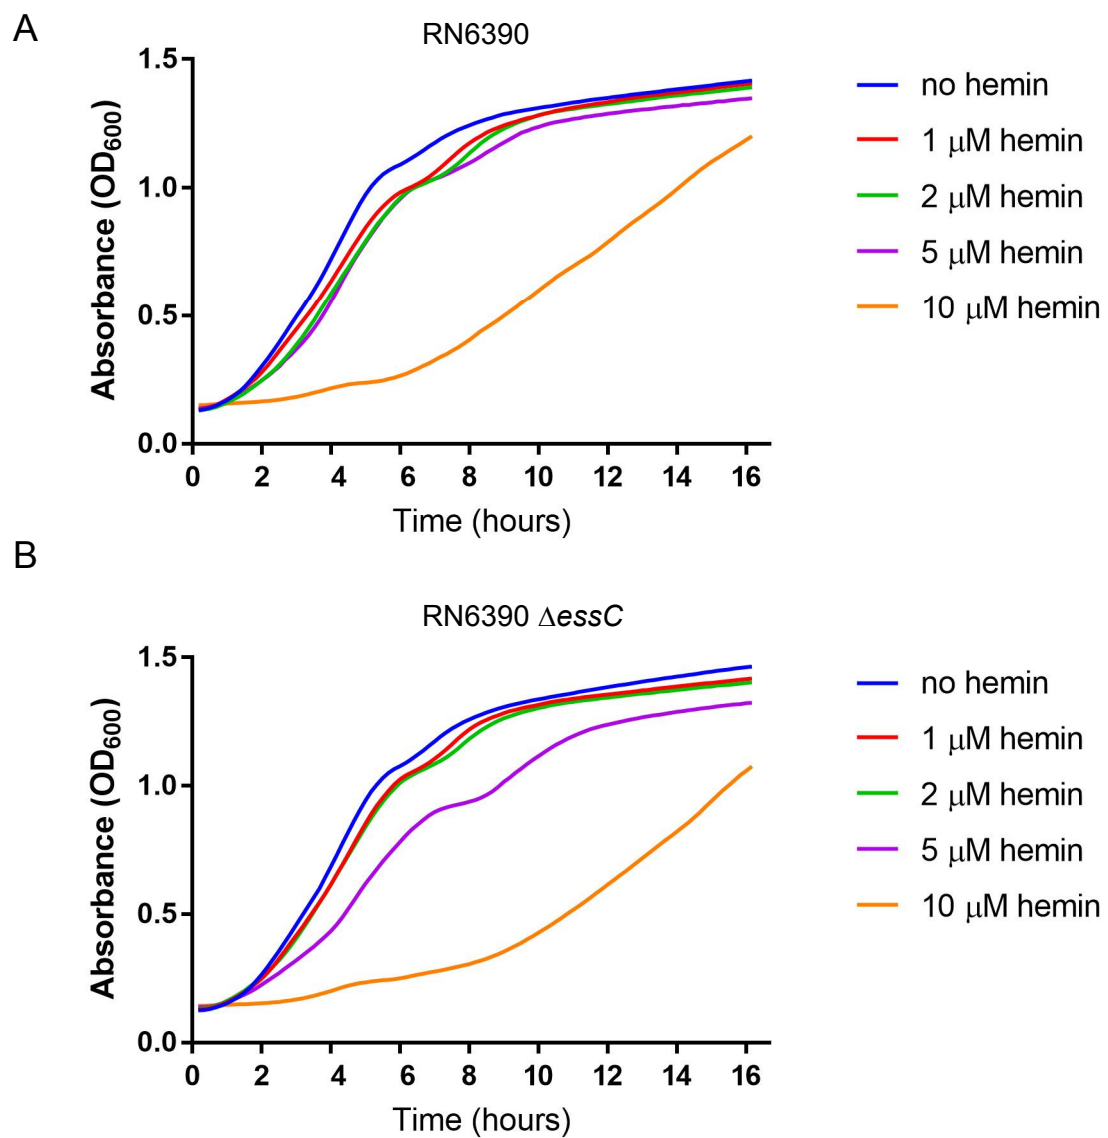 A
RN6390
1.5
1.0
0.5
0.0
Absorbance (OD600)
0 2 4 6 8 10 12 14 16
Time (hours)
no hemin
1 μM hemin
2 μM hemin
5 μM hemin
10 μM hemin
B
RN6390 ΔessC
1.5
1.0
0.5
0.0
Absorbance (OD600)
0 2 4 6 8 10 12 14 16
Time (hours)
no hemin
1 μM hemin
2 μM hemin
5 μM hemin
10 μM hemin